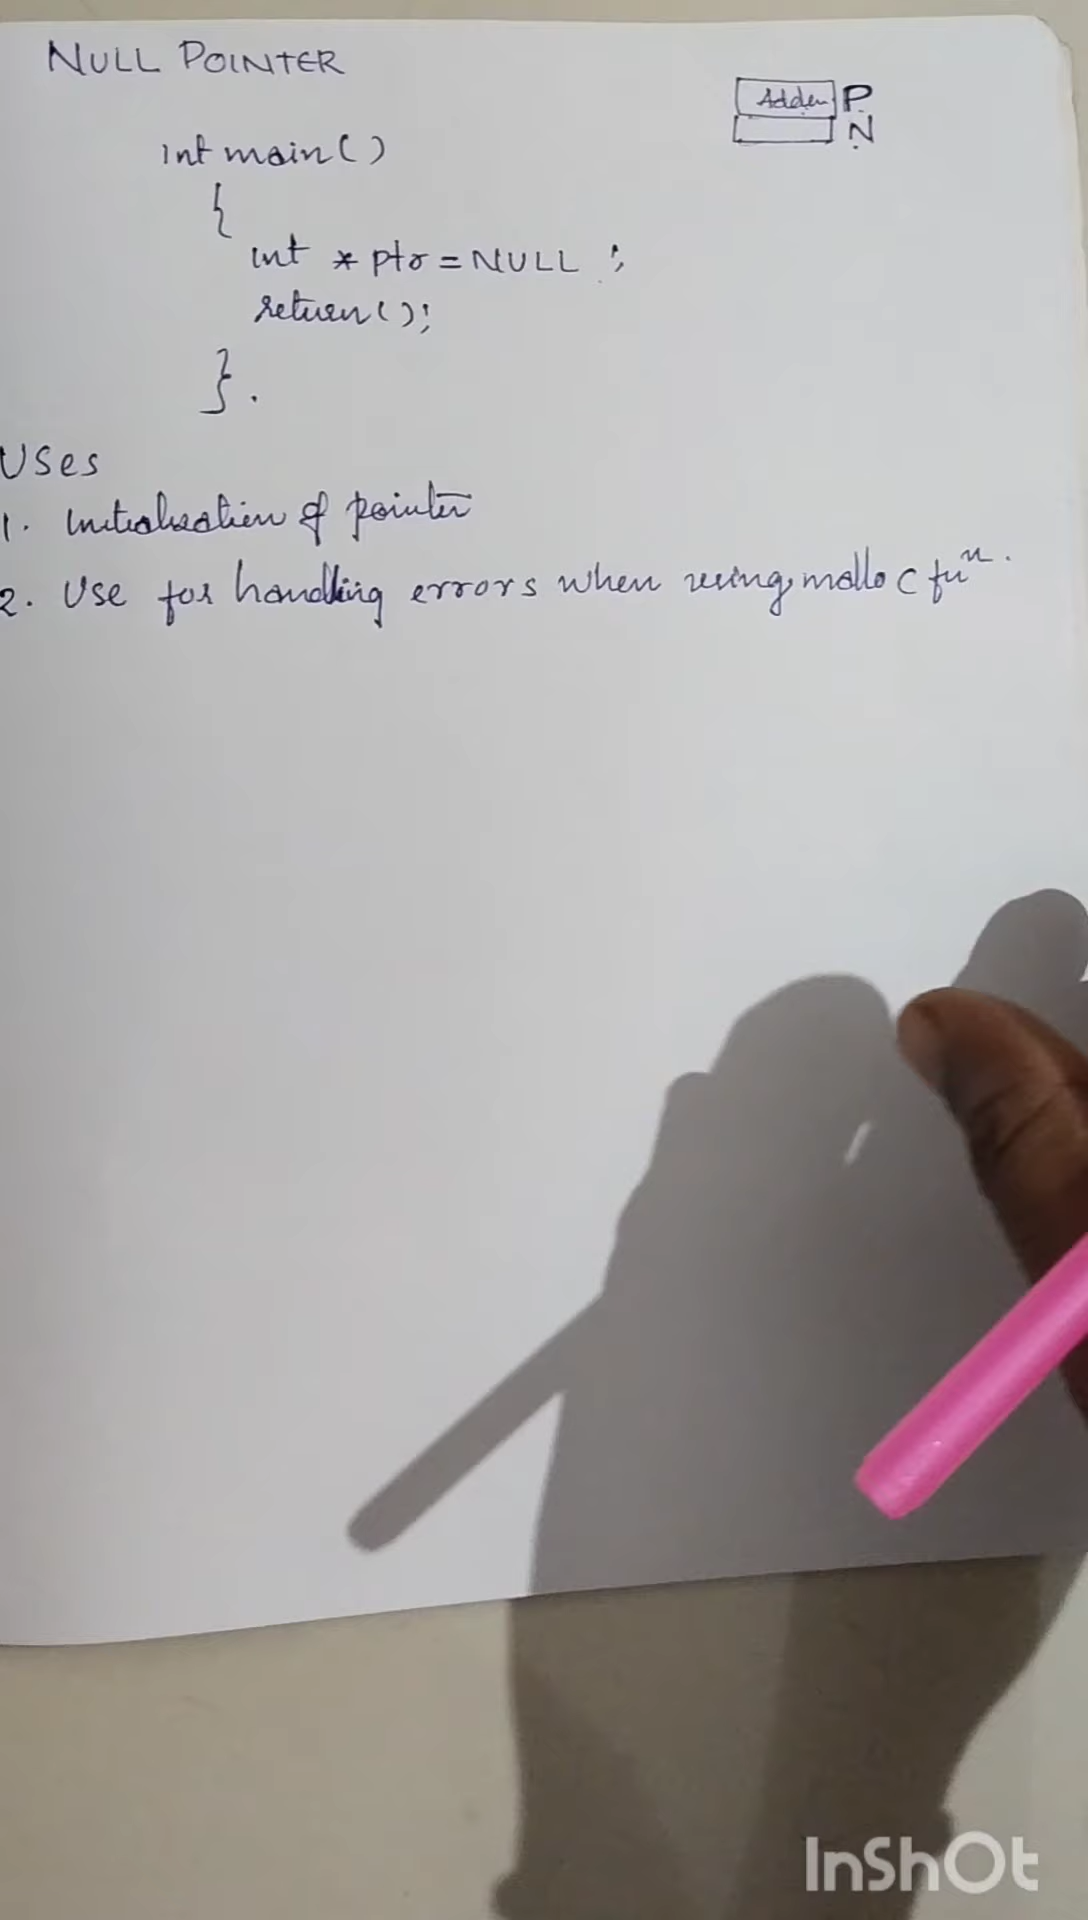 NULL POINTER
Addres P
N
int main()
{
int * ptr = NULL ;
return();
}.
Uses
1. Initialization of pointer
2. Use for handling errors when using malloc fuⁿ.
InShOt